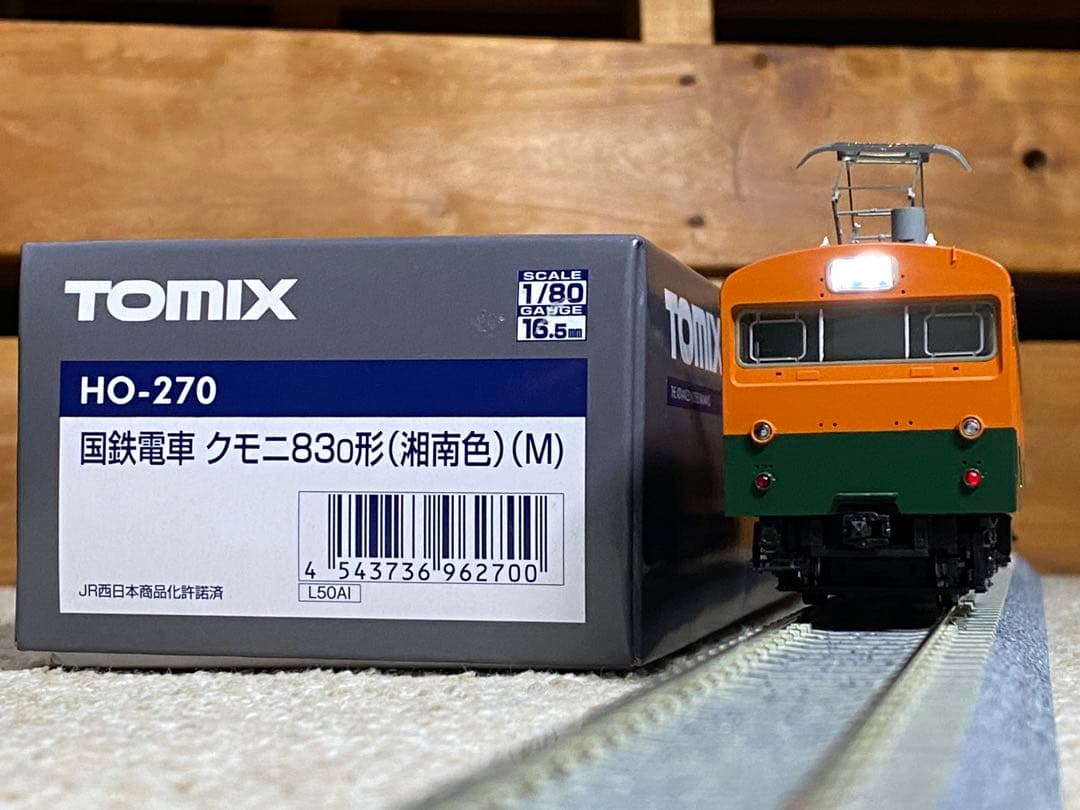 TOMIX
SCALE
1/80
GAUGE
16.5mm
HO-270
国鉄電車 クモニ83 0形(湘南色)(M)
4 543736 962700
L50AI
JR西日本商品化許諾済
TOMIX